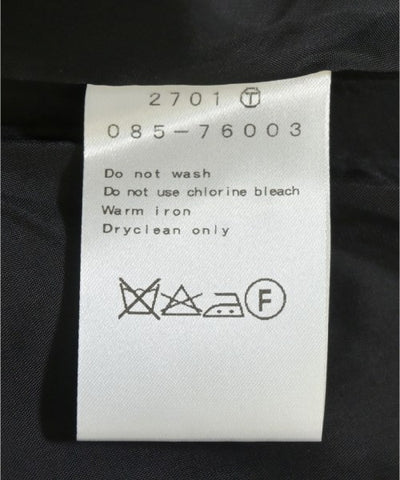 2701 Ⓣ
085-76003
Do not wash
Do not use chlorine bleach
Warm iron
Dryclean only
F